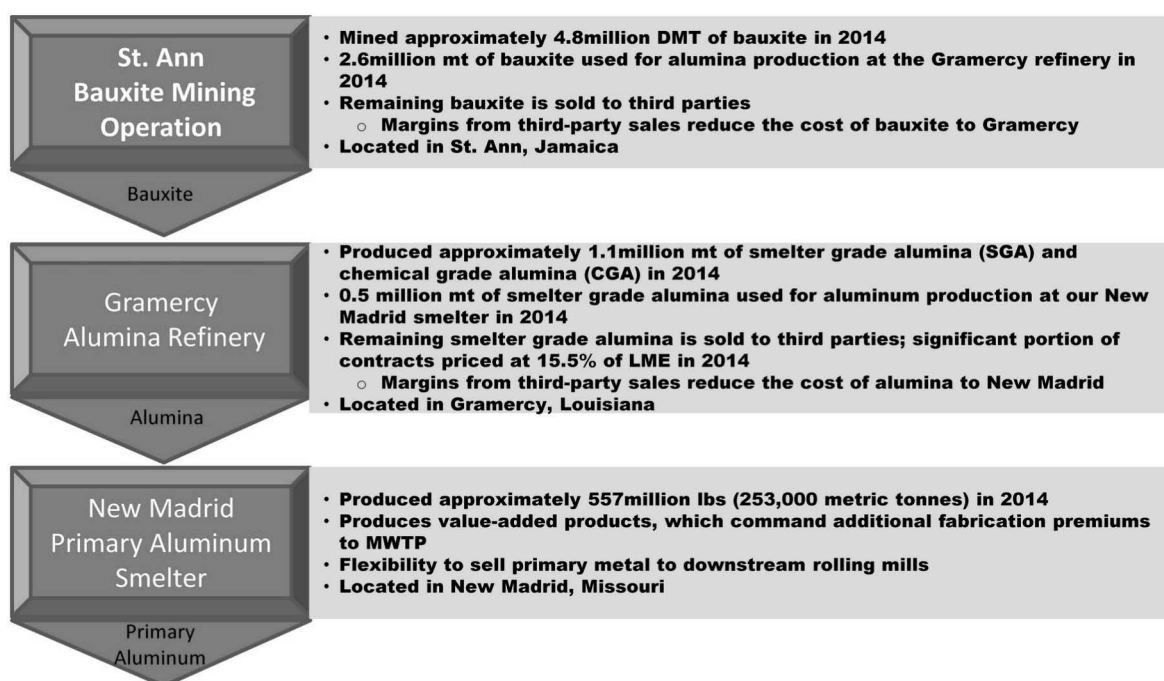 St. Ann
Bauxite Mining
Operation
Bauxite
• Mined approximately 4.8million DMT of bauxite in 2014
• 2.6million mt of bauxite used for alumina production at the Gramercy refinery in
2014
• Remaining bauxite is sold to third parties
o Margins from third-party sales reduce the cost of bauxite to Gramercy
• Located in St. Ann, Jamaica
Gramercy
Alumina Refinery
Alumina
• Produced approximately 1.1million mt of smelter grade alumina (SGA) and
chemical grade alumina (CGA) in 2014
• 0.5 million mt of smelter grade alumina used for aluminum production at our New
Madrid smelter in 2014
• Remaining smelter grade alumina is sold to third parties; significant portion of
contracts priced at 15.5% of LME in 2014
o Margins from third-party sales reduce the cost of alumina to New Madrid
• Located in Gramercy, Louisiana
New Madrid
Primary Aluminum
Smelter
Primary
Aluminum
• Produced approximately 557million lbs (253,000 metric tonnes) in 2014
• Produces value-added products, which command additional fabrication premiums
to MWTP
• Flexibility to sell primary metal to downstream rolling mills
• Located in New Madrid, Missouri